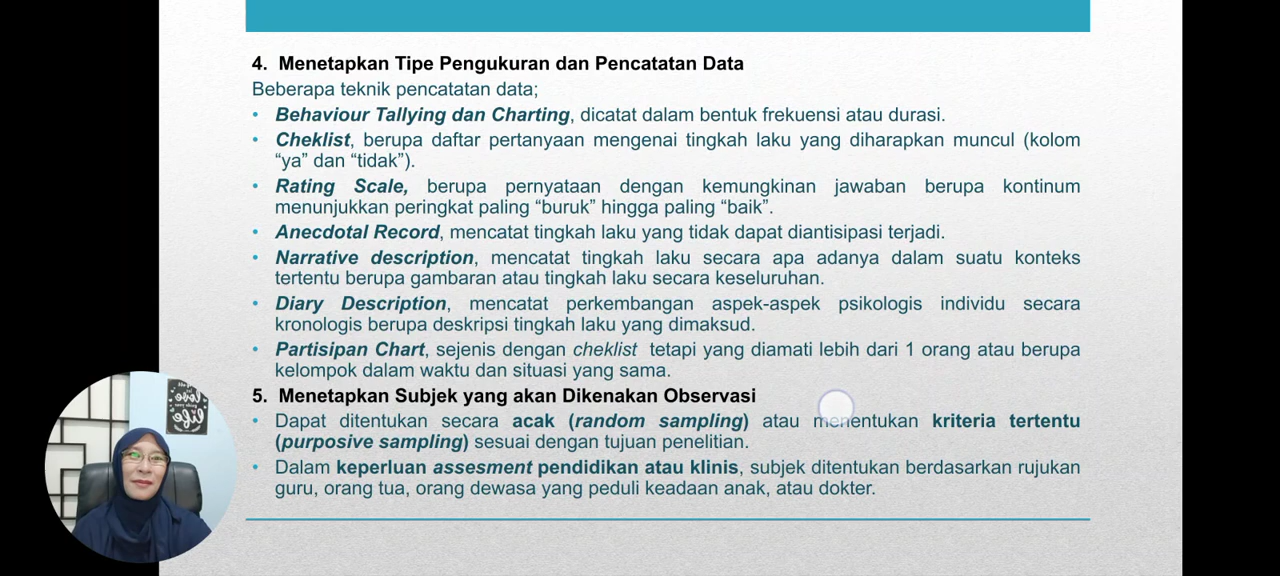 4. Menetapkan Tipe Pengukuran dan Pencatatan Data
Beberapa teknik pencatatan data;
• Behaviour Tallying dan Charting, dicatat dalam bentuk frekuensi atau durasi.
• Cheklist, berupa daftar pertanyaan mengenai tingkah laku yang diharapkan muncul (kolom
“ya” dan “tidak”).
• Rating Scale, berupa pernyataan dengan kemungkinan jawaban berupa kontinum
menunjukkan peringkat paling “buruk” hingga paling “baik”.
• Anecdotal Record, mencatat tingkah laku yang tidak dapat diantisipasi terjadi.
• Narrative description, mencatat tingkah laku secara apa adanya dalam suatu konteks
tertentu berupa gambaran atau tingkah laku secara keseluruhan.
• Diary Description, mencatat perkembangan aspek-aspek psikologis individu secara
kronologis berupa deskripsi tingkah laku yang dimaksud.
• Partisipan Chart, sejenis dengan cheklist tetapi yang diamati lebih dari 1 orang atau berupa
kelompok dalam waktu dan situasi yang sama.
5. Menetapkan Subjek yang akan Dikenakan Observasi
• Dapat ditentukan secara acak (random sampling) atau menentukan kriteria tertentu
(purposive sampling) sesuai dengan tujuan penelitian.
• Dalam keperluan assesment pendidikan atau klinis, subjek ditentukan berdasarkan rujukan
guru, orang tua, orang dewasa yang peduli keadaan anak, atau dokter.
love
life